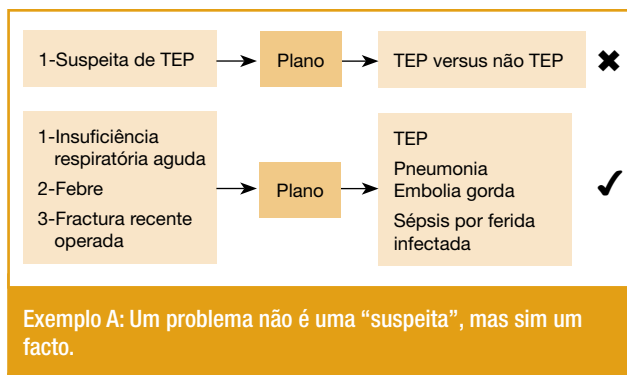 1-Suspeita de TEP
Plano
TEP versus não TEP
1-Insuficiência
respiratória aguda
2-Febre
3-Fractura recente
operada
Plano
TEP
Pneumonia
Embolia gorda
Sépsis por ferida
infectada
Exemplo A: Um problema não é uma “suspeita”, mas sim um
facto.